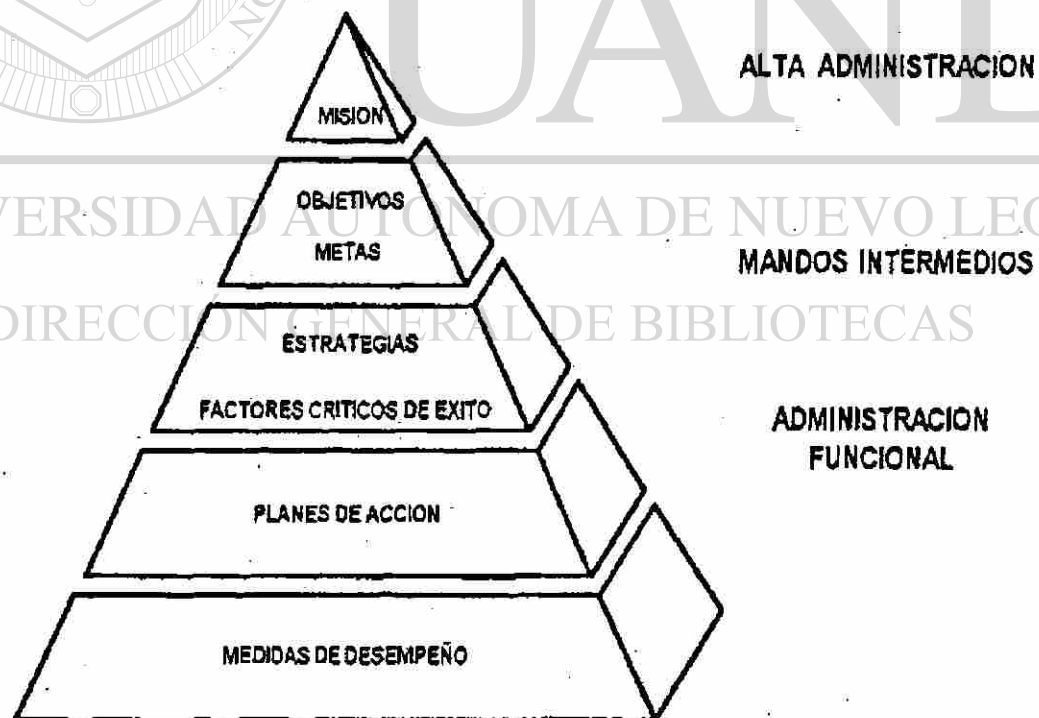 UANL
ALTA ADMINISTRACION
MISION
OBJETIVOS
UNIVERSIDAD AUTONOMA DE NUEVO LEON
METAS
MANDOS INTERMEDIOS
DIRECCION GENERAL DE BIBLIOTECAS
ESTRATEGIAS
FACTORES CRITICOS DE EXITO
ADMINISTRACION
FUNCIONAL
PLANES DE ACCION
MEDIDAS DE DESEMPEÑO